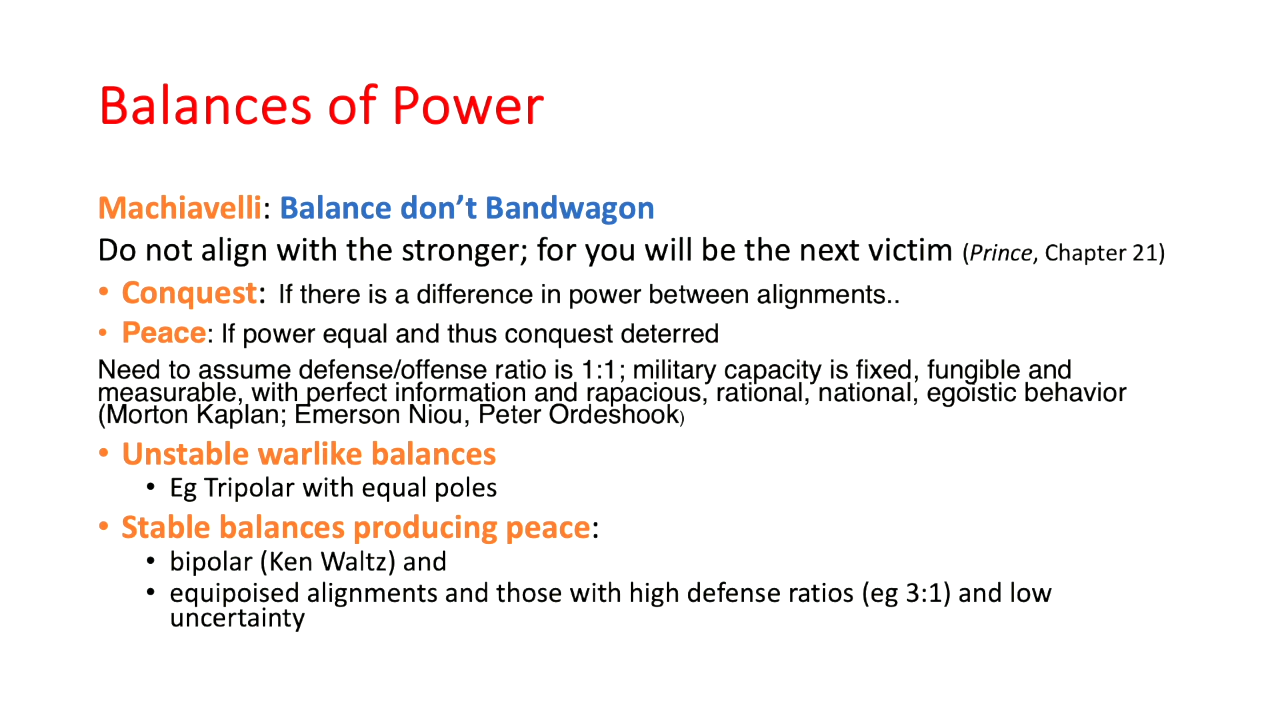 Balances of Power
Machiavelli: Balance don’t Bandwagon
Do not align with the stronger; for you will be the next victim (Prince, Chapter 21)
• Conquest: If there is a difference in power between alignments..
• Peace: If power equal and thus conquest deterred
Need to assume defense/offense ratio is 1:1; military capacity is fixed, fungible and
measurable, with perfect information and rapacious, rational, national, egoistic behavior
(Morton Kaplan; Emerson Niou, Peter Ordeshook)
• Unstable warlike balances
• Eg Tripolar with equal poles
• Stable balances producing peace:
• bipolar (Ken Waltz) and
• equipoised alignments and those with high defense ratios (eg 3:1) and low
uncertainty